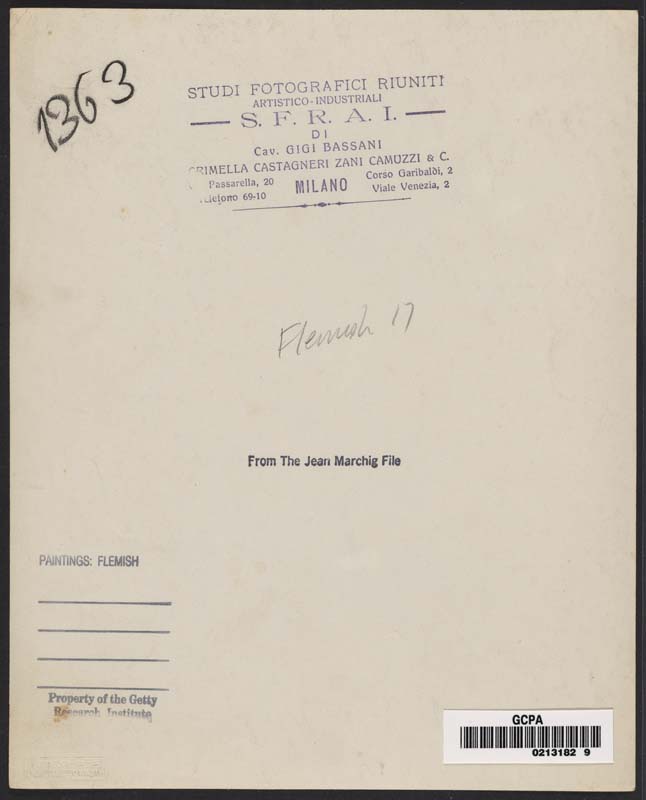 1363
STUDI FOTOGRAFICI RIUNITI
ARTISTICO-INDUSTRIALI
S. F. R. A. I.
DI
Cav. GIGI BASSANI
CRIMELLA CASTAGNERI ZANI CAMUZZI & C.
Passarella, 20 MILANO Corso Garibaldi, 2
Telefono 69-10 Viale Venezia, 2
Flemish 17
From The Jean Marchig File
PAINTINGS: FLEMISH
Property of the Getty
Research Institute
GCPA
0213182 9